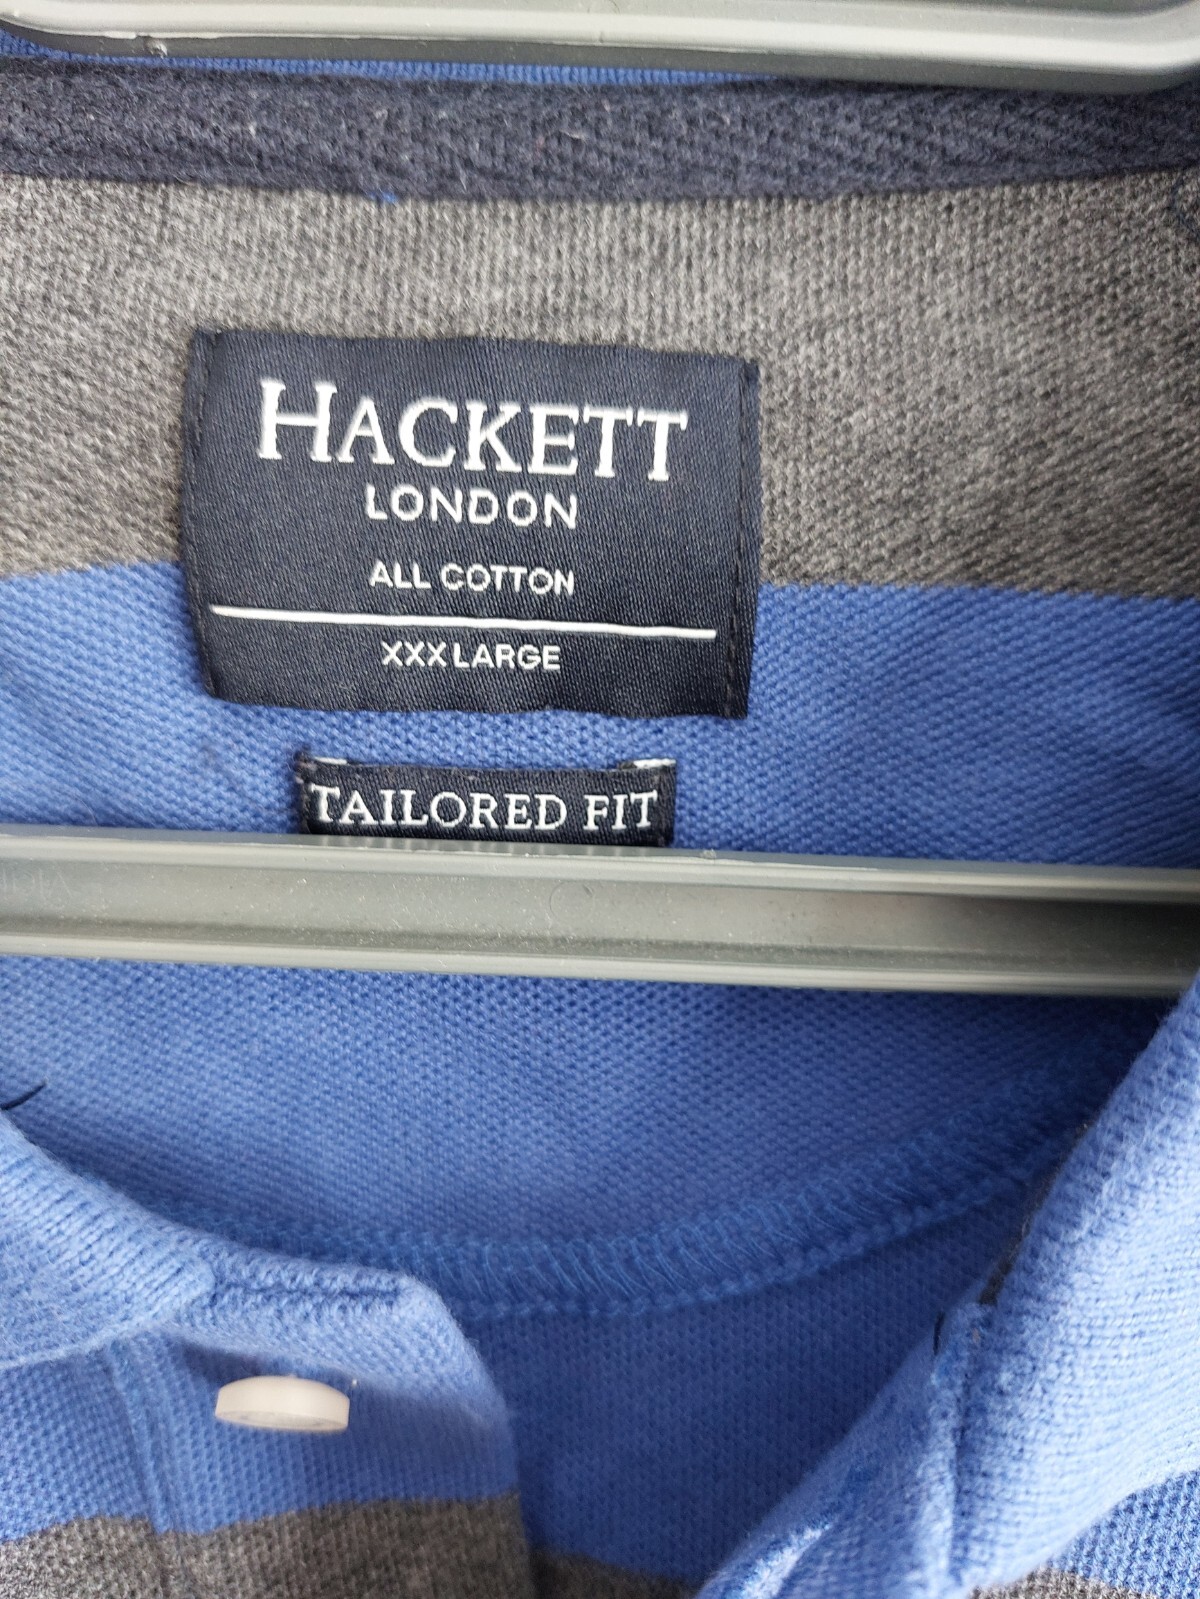 HACKETT
LONDON
ALL COTTON
XXX LARGE
TAILORED FIT